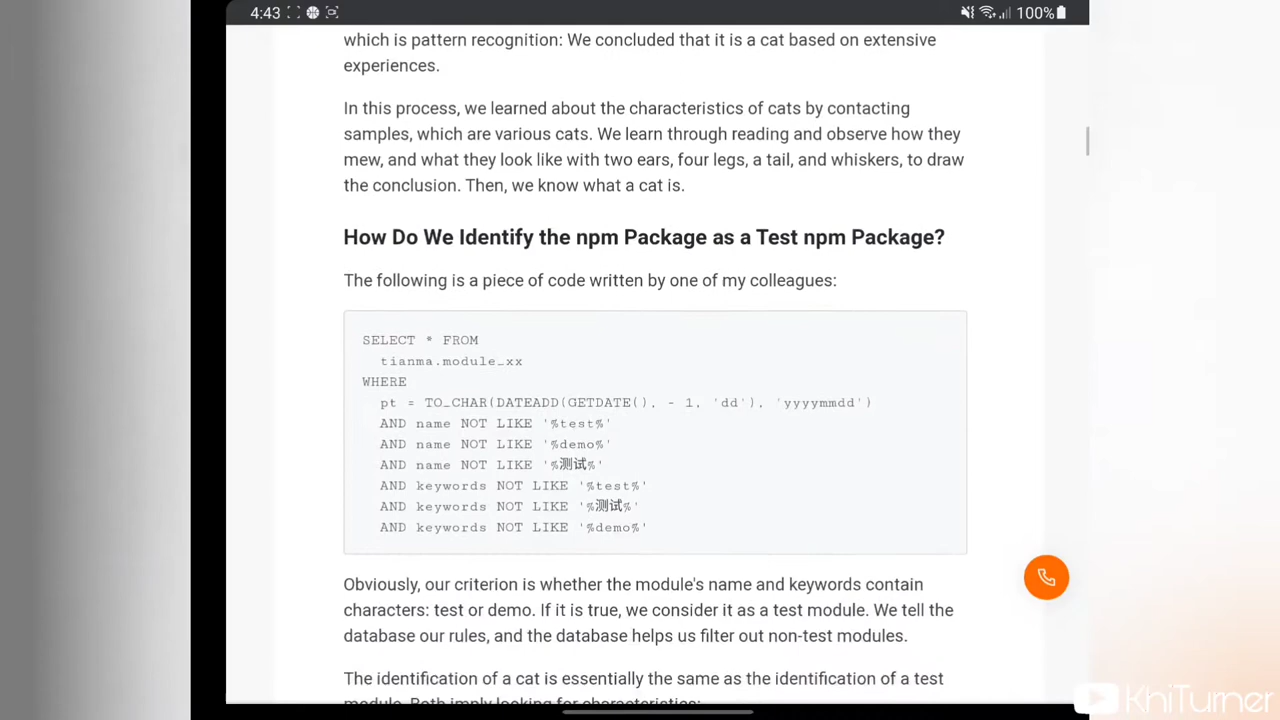 4:43
100%
which is pattern recognition: We concluded that it is a cat based on extensive
experiences.
In this process, we learned about the characteristics of cats by contacting
samples, which are various cats. We learn through reading and observe how they
mew, and what they look like with two ears, four legs, a tail, and whiskers, to draw
the conclusion. Then, we know what a cat is.
How Do We Identify the npm Package as a Test npm Package?
The following is a piece of code written by one of my colleagues:
SELECT * FROM
tianma.module_xx
WHERE
pt = TO_CHAR(DATEADD(GETDATE(), - 1, 'dd'), 'yyyymmdd')
AND name NOT LIKE '%test%'
AND name NOT LIKE '%demo%'
AND name NOT LIKE '%测试%'
AND keywords NOT LIKE '%test%'
AND keywords NOT LIKE '%测试%'
AND keywords NOT LIKE '%demo%'
Obviously, our criterion is whether the module's name and keywords contain
characters: test or demo. If it is true, we consider it as a test module. We tell the
database our rules, and the database helps us filter out non-test modules.
The identification of a cat is essentially the same as the identification of a test
module. Both imply looking for characteristics:
KhiTurner